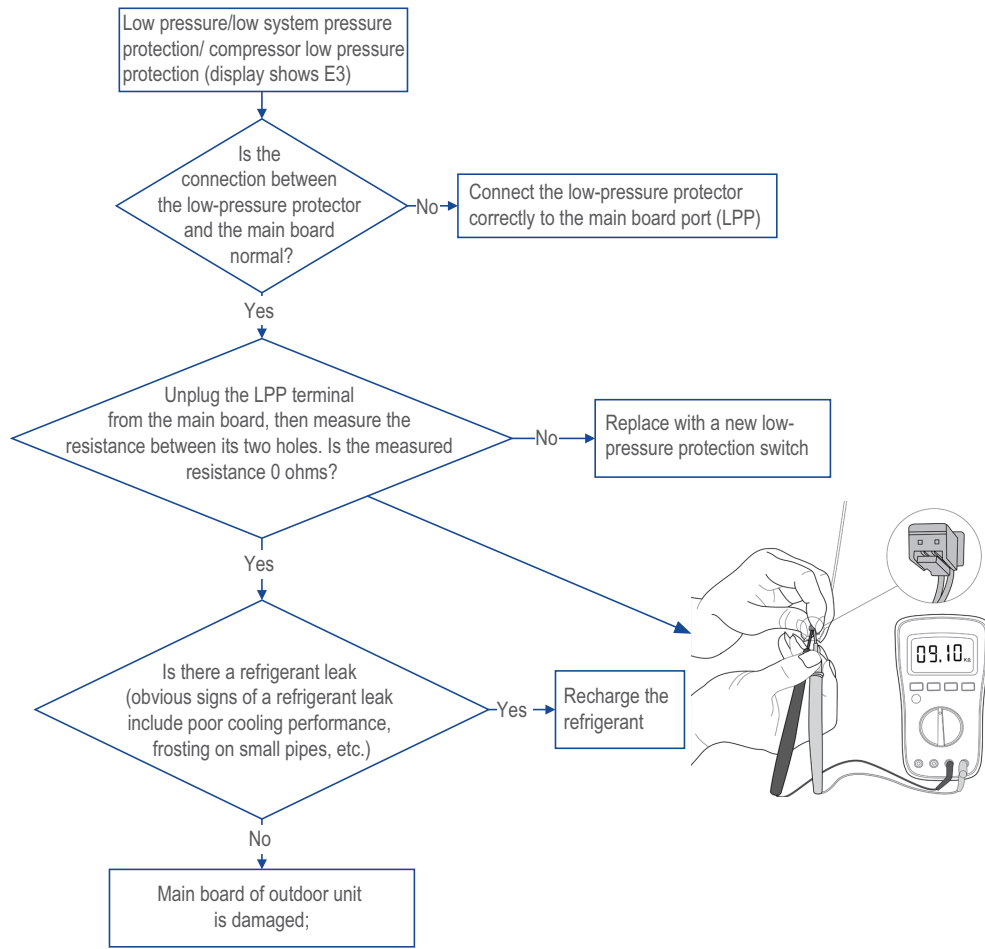 Low pressure/low system pressure
protection/ compressor low pressure
protection (display shows E3)
Is the
connection between
the low-pressure protector
and the main board
normal?
No
Connect the low-pressure protector
correctly to the main board port (LPP)
Yes
Unplug the LPP terminal
from the main board, then measure the
resistance between its two holes. Is the measured
resistance 0 ohms?
No
Replace with a new low-
pressure protection switch
Yes
09.10 KΩ
Is there a refrigerant leak
(obvious signs of a refrigerant leak
include poor cooling performance,
frosting on small pipes, etc.)
Yes
Recharge the
refrigerant
No
Main board of outdoor unit
is damaged;